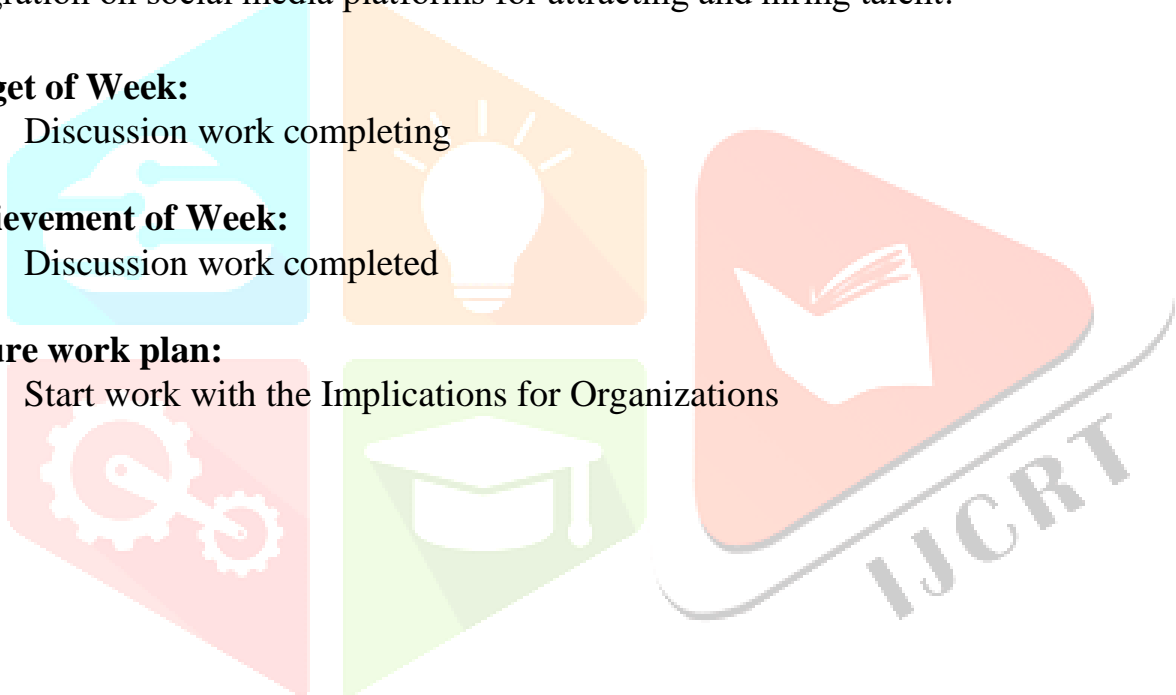 gration on social media platforms for attracting and hiring talent.
get of Week:
Discussion work completing
ievement of Week:
Discussion work completed
ure work plan:
Start work with the Implications for Organizations
IJCRT